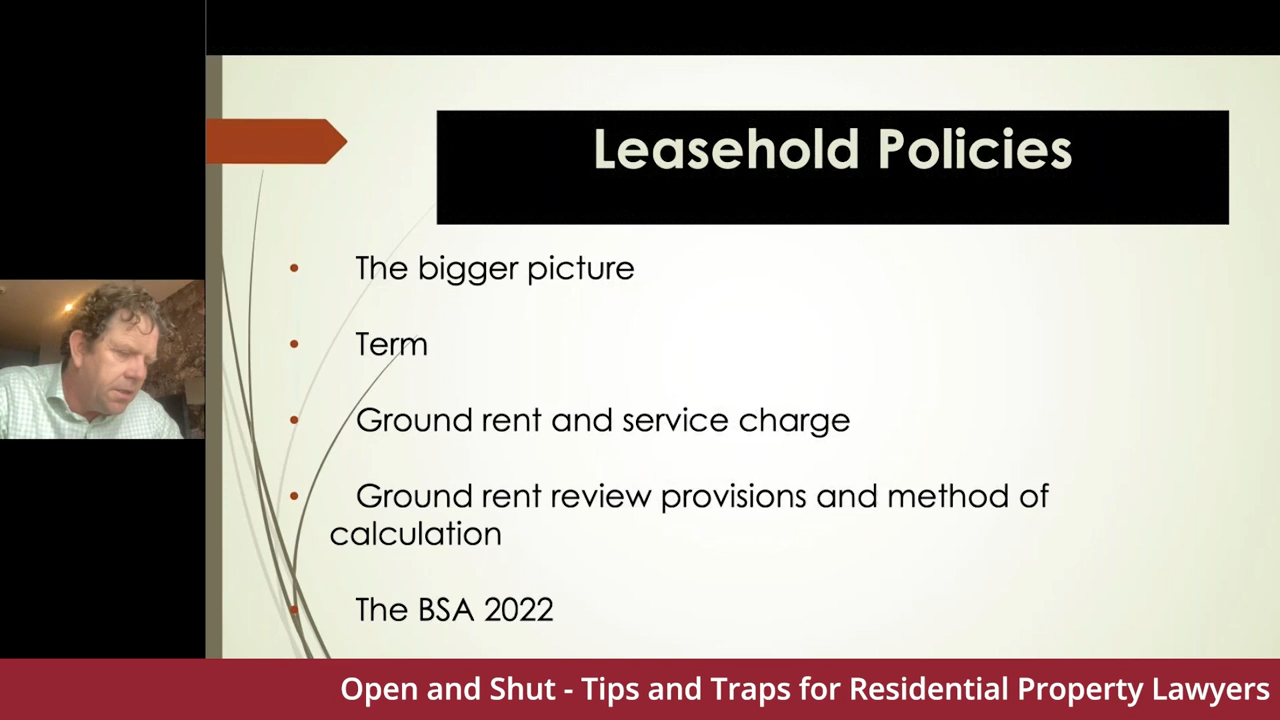 Leasehold Policies
• The bigger picture
• Term
• Ground rent and service charge
• Ground rent review provisions and method of
calculation
• The BSA 2022
Open and Shut - Tips and Traps for Residential Property Lawyers